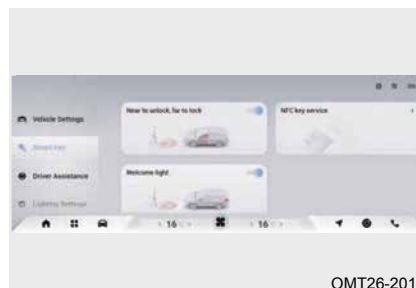 Near to unlock, far to lock
NFC key service
Vehicle Settings
Smart key
Driver Assistance
Welcome light
Lighting Settings
16
16
OMT26-201